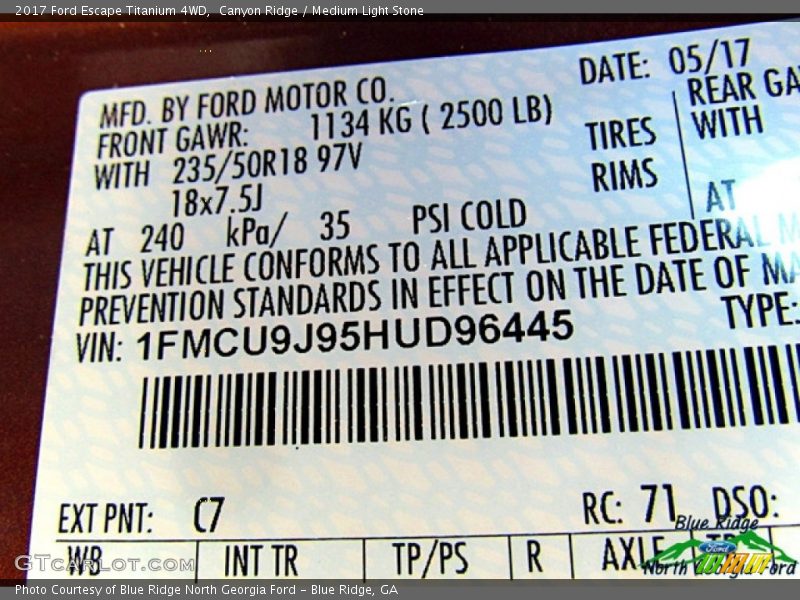 2017 Ford Escape Titanium 4WD,  Canyon Ridge / Medium Light Stone
MFD. BY FORD MOTOR CO.
DATE: 05/17
FRONT GAWR: 1134 KG ( 2500 LB)
REAR
WITH 235/50R18 97V TIRES
WITH
18x7.5J RIMS
AT 240 kPa/ 35 PSI COLD
AT
THIS VEHICLE CONFORMS TO ALL APPLICABLE FEDERAL
PREVENTION STANDARDS IN EFFECT ON THE DATE OF
VIN: 1FMCU9J95HUD96445
TYPE:
EXT PNT: C7 RC: 71 DSO:
WB INT TR TP/PS R AXLE
Blue Ridge
Ford
North Georgia Ford
GTCarLot.com
Photo Courtesy of Blue Ridge North Georgia Ford - Blue Ridge, GA